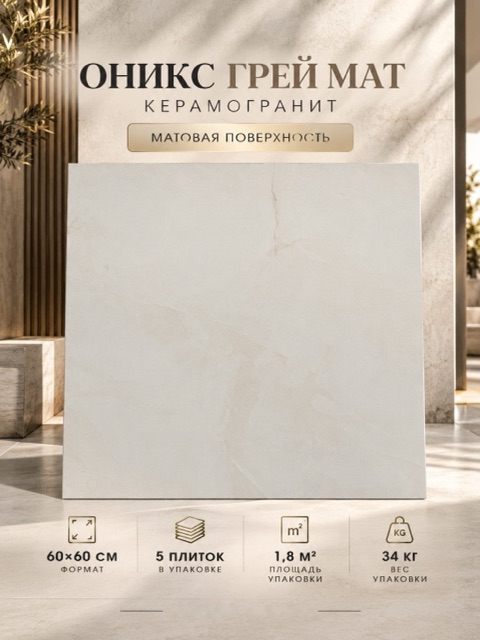 ОНИКС ГРЕЙ МАТ
КЕРАМОГРАНИТ
МАТОВАЯ ПОВЕРХНОСТЬ
m²
KG
60×60 СМ
ФОРМАТ
5 ПЛИТОК
В УПАКОВКЕ
1,8 М²
ПЛОЩАДЬ
УПАКОВКИ
34 КГ
ВЕС
УПАКОВКИ